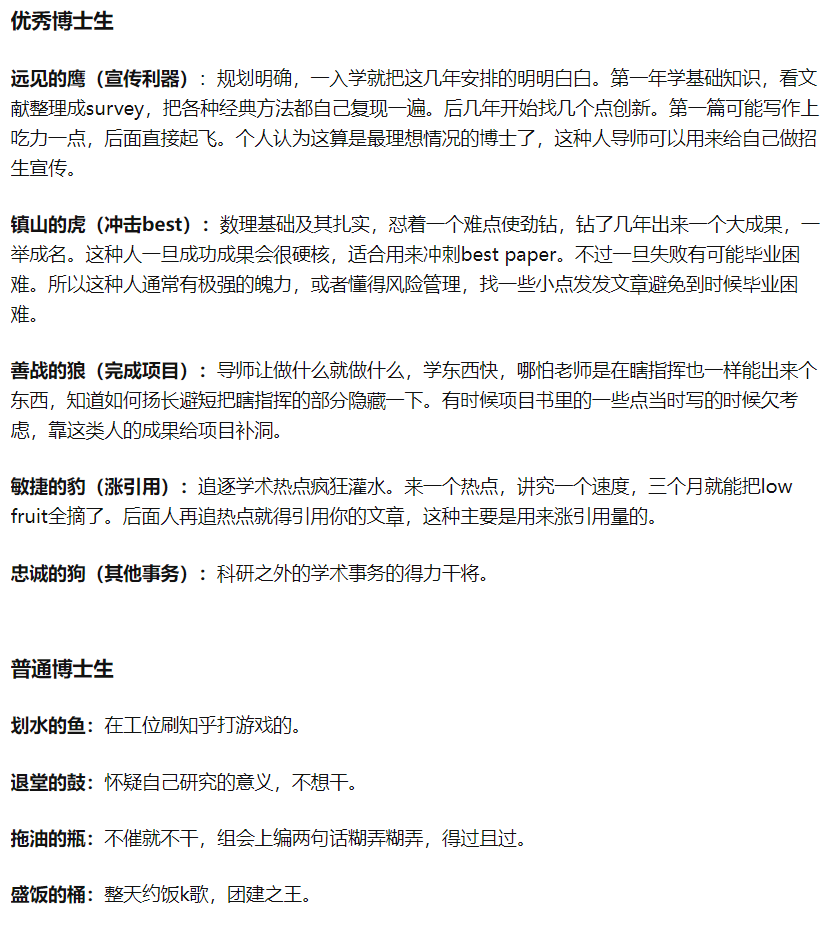 优秀博士生
远见的鹰（宣传利器）：规划明确，一入学就把这几年安排的明明白白。第一年学基础知识，看文
献整理成survey，把各种经典方法都自己复现一遍。后几年开始找几个点创新。第一篇可能写作上
吃力一点，后面直接起飞。个人认为这算是最理想情况的博士了，这种人导师可以用来给自己做招
生宣传。
镇山的虎（冲击best）：数理基础及其扎实，怼着一个难点使劲钻，钻了几年出来一个大成果，一
举成名。这种人一旦成功成果会很硬核，适合用来冲刺best paper。不过一旦失败有可能毕业困
难。所以这种人通常有极强的魄力，或者懂得风险管理，找一些小点发发文章避免到时候毕业困
难。
善战的狼（完成项目）：导师让做什么就做什么，学东西快，哪怕老师是在瞎指挥也一样能出来个
东西，知道如何扬长避短把瞎指挥的部分隐藏一下。有时候项目书里的一些点当时写的时候欠考
虑，靠这类人的成果给项目补洞。
敏捷的豹（涨引用）：追逐学术热点疯狂灌水。来一个热点，讲究一个速度，三个月就能把low
fruit全摘了。后面人再追热点就得引用你的文章，这种主要是用来涨引用量的。
忠诚的狗（其他事务）：科研之外的学术事务的得力干将。
普通博士生
划水的鱼：在工位刷知乎打游戏的。
退堂的鼓：怀疑自己研究的意义，不想干。
拖油的瓶：不催就不干，组会上编两句话糊弄糊弄，得过且过。
盛饭的桶：整天约饭k歌，团建之王。